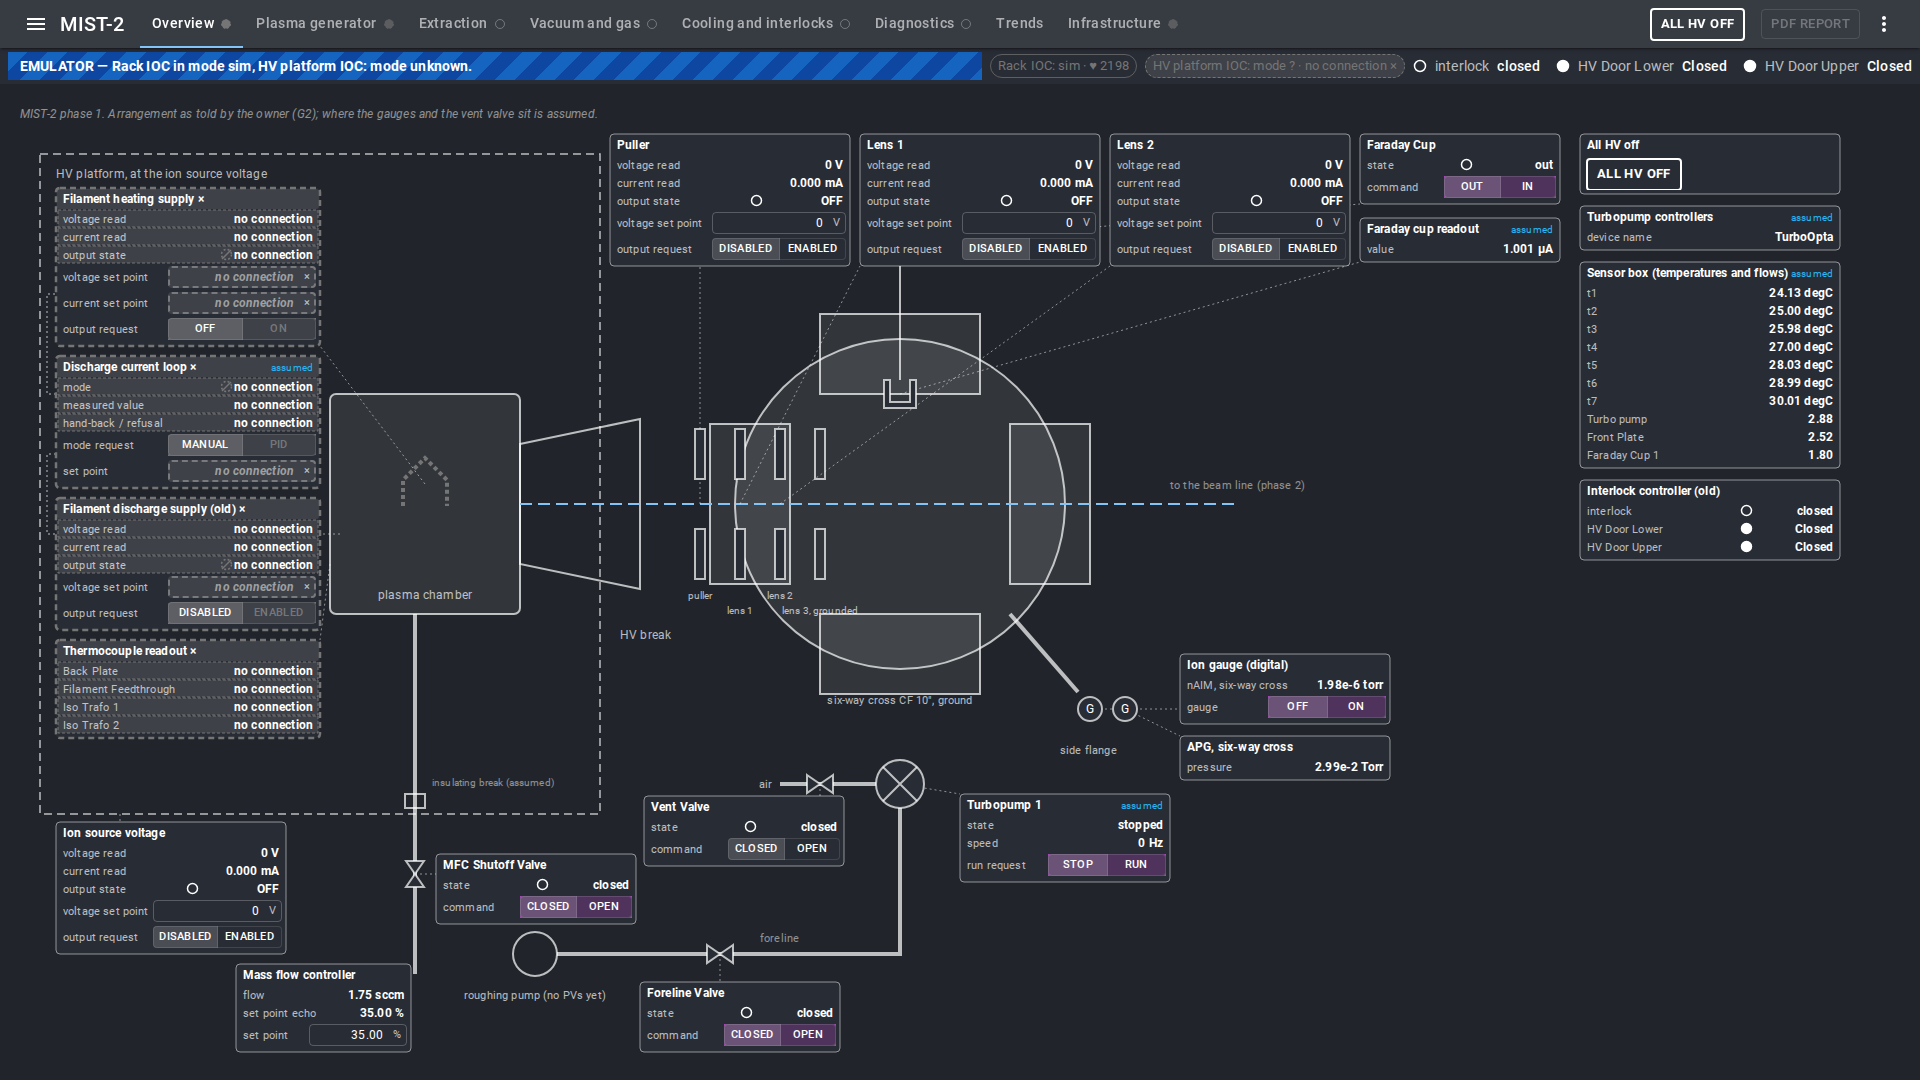 MIST-2
Overview
Plasma generator
Extraction
Vacuum and gas
Cooling and interlocks
Diagnostics
Trends
Infrastructure
ALL HV OFF
PDF REPORT
EMULATOR — Rack IOC in mode sim, HV platform IOC: mode unknown.
Rack IOC: sim · ♥ 2198
HV platform IOC: mode ? · no connection ×
interlock closed
HV Door Lower Closed
HV Door Upper Closed
MIST-2 phase 1. Arrangement as told by the owner (G2); where the gauges and the vent valve sit is assumed.
HV platform, at the ion source voltage
Filament heating supply ×
voltage read no connection
current read no connection
output state no connection
voltage set point no connection ×
current set point no connection ×
output request OFF ON
Discharge current loop × assumed
mode no connection
measured value no connection
hand-back / refusal no connection
mode request MANUAL PID
set point no connection ×
Filament discharge supply (old) ×
voltage read no connection
current read no connection
output state no connection
voltage set point no connection ×
output request DISABLED ENABLED
Thermocouple readout ×
Back Plate no connection
Filament Feedthrough no connection
Iso Trafo 1 no connection
Iso Trafo 2 no connection
Puller
voltage read 0 V
current read 0.000 mA
output state OFF
voltage set point 0 V
output request DISABLED ENABLED
Lens 1
voltage read 0 V
current read 0.000 mA
output state OFF
voltage set point 0 V
output request DISABLED ENABLED
Lens 2
voltage read 0 V
current read 0.000 mA
output state OFF
voltage set point 0 V
output request DISABLED ENABLED
Faraday Cup
state out
command OUT IN
Faraday cup readout assumed
value 1.001 µA
All HV off
ALL HV OFF
Turbopump controllers assumed
device name TurboOpta
Sensor box (temperatures and flows) assumed
t1 24.13 degC
t2 25.00 degC
t3 25.98 degC
t4 27.00 degC
t5 28.03 degC
t6 28.99 degC
t7 30.01 degC
Turbo pump 2.88
Front Plate 2.52
Faraday Cup 1 1.80
Interlock controller (old)
interlock closed
HV Door Lower Closed
HV Door Upper Closed
plasma chamber
to the beam line (phase 2)
puller
lens 1
lens 2
lens 3, grounded
HV break
six-way cross CF 10", ground
G G
side flange
Ion gauge (digital)
nAIM, six-way cross 1.98e-6 torr
gauge OFF ON
APG, six-way cross
pressure 2.99e-2 Torr
insulating break (assumed)
air
Vent Valve
state closed
command CLOSED OPEN
Turbopump 1 assumed
state stopped
speed 0 Hz
run request STOP RUN
Ion source voltage
voltage read 0 V
current read 0.000 mA
output state OFF
voltage set point 0 V
output request DISABLED ENABLED
MFC Shutoff Valve
state closed
command CLOSED OPEN
foreline
Mass flow controller
flow 1.75 sccm
set point echo 35.00 %
set point 35.00 %
roughing pump (no PVs yet)
Foreline Valve
state closed
command CLOSED OPEN